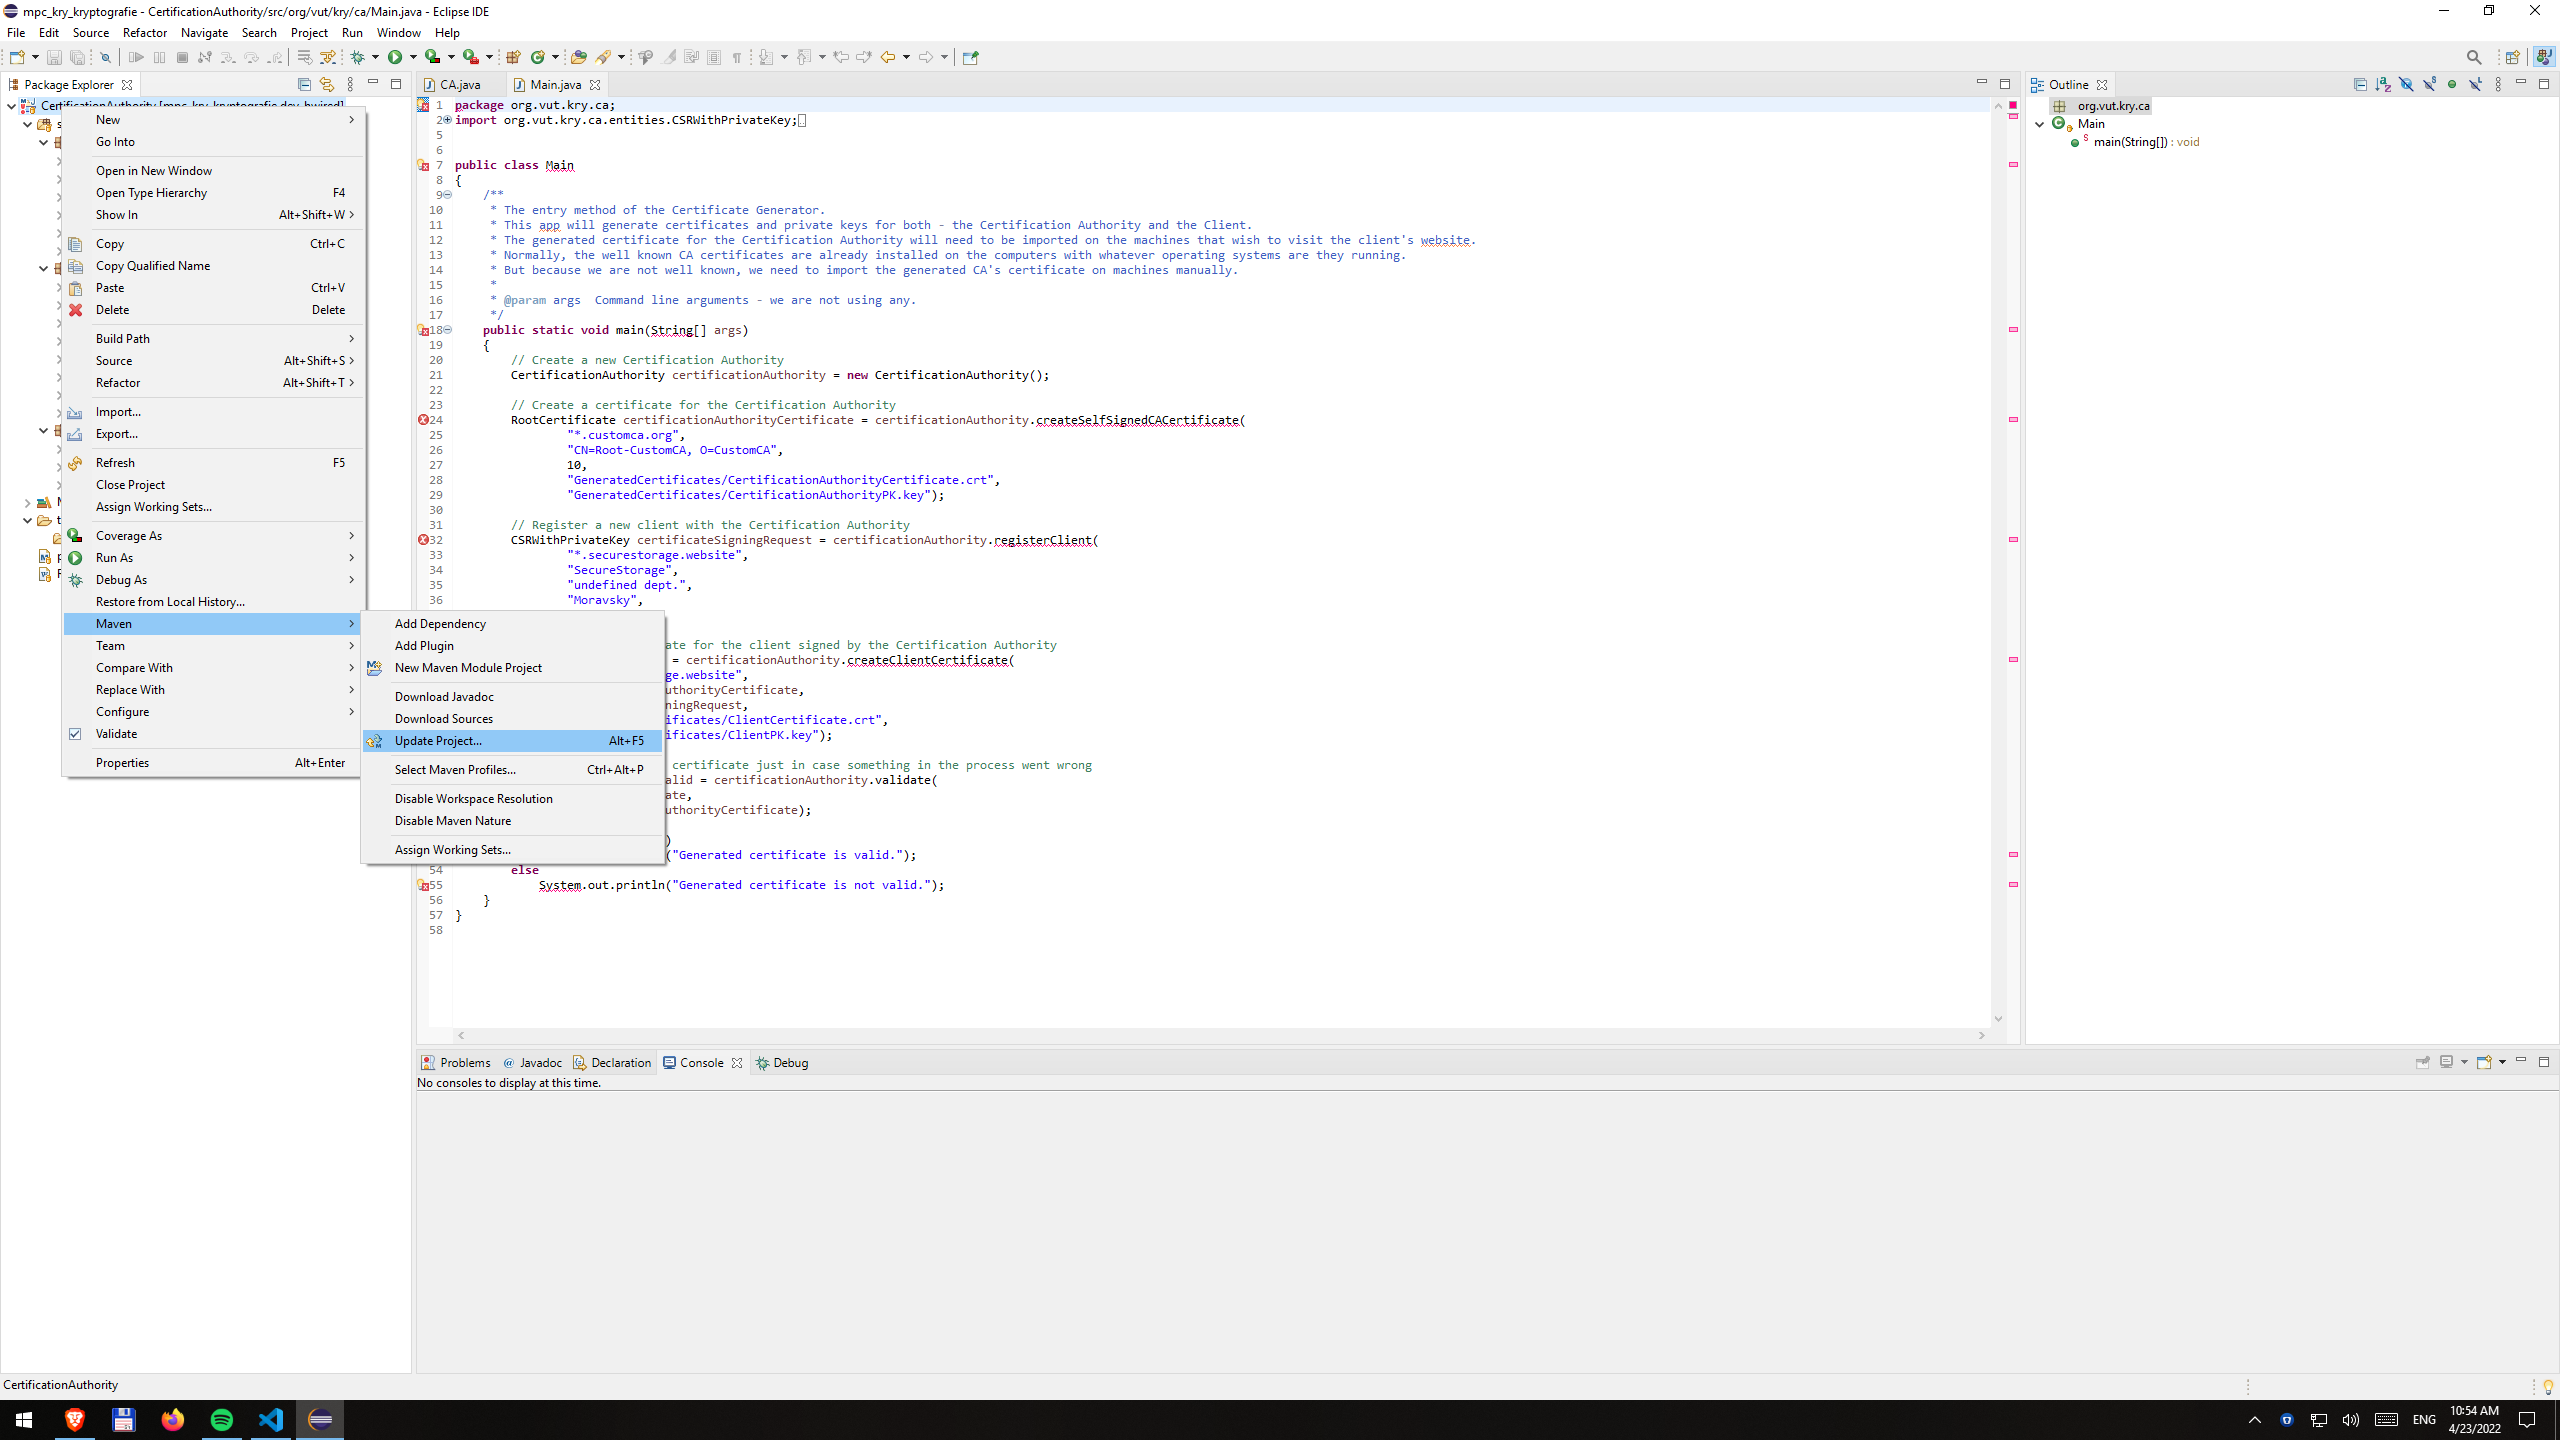 mpc_kry_kryptografie - CertificationAuthority/src/org/vut/kry/ca/Main.java - Eclipse IDE
File Edit Source Refactor Navigate Search Project Run Window Help
Package Explorer
CertificationAuthority [mpc_kry_kryptografie dev_hwired]
New
Go Into
Open in New Window
Open Type Hierarchy F4
Show In Alt+Shift+W
Copy Ctrl+C
Copy Qualified Name
Paste Ctrl+V
Delete Delete
Build Path
Source Alt+Shift+S
Refactor Alt+Shift+T
Import...
Export...
Refresh F5
Close Project
Assign Working Sets...
Coverage As
Run As
Debug As
Restore from Local History...
Maven
Team
Compare With
Replace With
Configure
Validate
Properties Alt+Enter
Add Dependency
Add Plugin
New Maven Module Project
Download Javadoc
Download Sources
Update Project... Alt+F5
Select Maven Profiles... Ctrl+Alt+P
Disable Workspace Resolution
Disable Maven Nature
Assign Working Sets...
CA.java Main.java
1 package org.vut.kry.ca;
2 import org.vut.kry.ca.entities.CSRWithPrivateKey;
5
6
7 public class Main
8 {
9 /**
10 * The entry method of the Certificate Generator.
11 * This app will generate certificates and private keys for both - the Certification Authority and the Client.
12 * The generated certificate for the Certification Authority will need to be imported on the machines that wish to visit the client's website.
13 * Normally, the well known CA certificates are already installed on the computers with whatever operating systems are they running.
14 * But because we are not well known, we need to import the generated CA's certificate on machines manually.
15 *
16 * @param args Command line arguments - we are not using any.
17 */
18 public static void main(String[] args)
19 {
20 // Create a new Certification Authority
21 CertificationAuthority certificationAuthority = new CertificationAuthority();
22
23 // Create a certificate for the Certification Authority
24 RootCertificate certificationAuthorityCertificate = certificationAuthority.createSelfSignedCACertificate(
25 "*.customca.org",
26 "CN=Root-CustomCA, O=CustomCA",
27 10,
28 "GeneratedCertificates/CertificationAuthorityCertificate.crt",
29 "GeneratedCertificates/CertificationAuthorityPK.key");
30
31 // Register a new client with the Certification Authority
32 CSRWithPrivateKey certificateSigningRequest = certificationAuthority.registerClient(
33 "*.securestorage.website",
34 "SecureStorage",
35 "undefined dept.",
36 "Moravsky",
ate for the client signed by the Certification Authority
= certificationAuthority.createClientCertificate(
ge.website",
uthorityCertificate,
ningRequest,
ificates/ClientCertificate.crt",
ificates/ClientPK.key");
certificate just in case something in the process went wrong
alid = certificationAuthority.validate(
ate,
uthorityCertificate);
)
("Generated certificate is valid.");
54 else
55 System.out.println("Generated certificate is not valid.");
56 }
57 }
58
Outline
org.vut.kry.ca
Main
main(String[]) : void
Problems Javadoc Declaration Console Debug
No consoles to display at this time.
CertificationAuthority
ENG
10:54 AM
4/23/2022